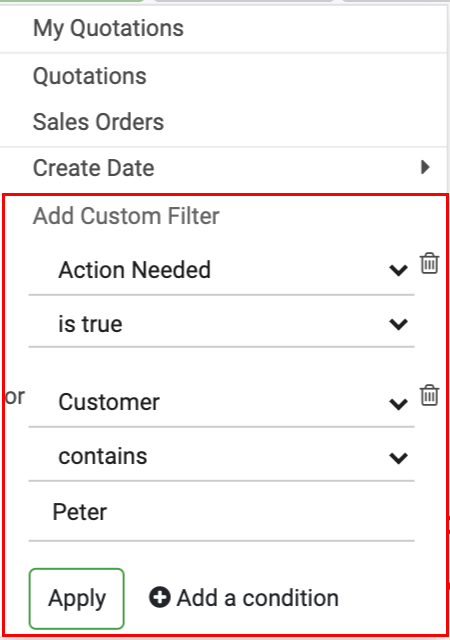 My Quotations
Quotations
Sales Orders
Create Date
Add Custom Filter
Action Needed
is true
or Customer
contains
Peter
Apply Add a condition